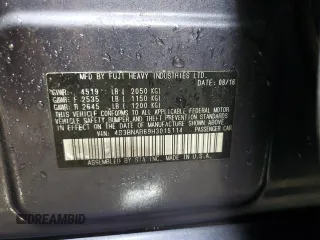 MFD BY FUJI HEAVY INDUSTRIES LTD.
DATE: 08/16
GVWR: 4519 LB ( 2050 KG)
GAWR: F 2535 LB ( 1150 KG)
GAWR: R 2645 LB ( 1200 KG)
THIS VEHICLE CONFORMS TO ALL APPLICABLE FEDERAL MOTOR
VEHICLE SAFETY, BUMPER, AND THEFT PREVENTION STANDARDS
IN EFFECT ON THE DATE OF MANUFACTURE SHOWN ABOVE.
VIN: 4S3BNAB69H3015114 PASSENGER CAR
ASSEMBLED BY SIA INC. MADE IN U.S.A.